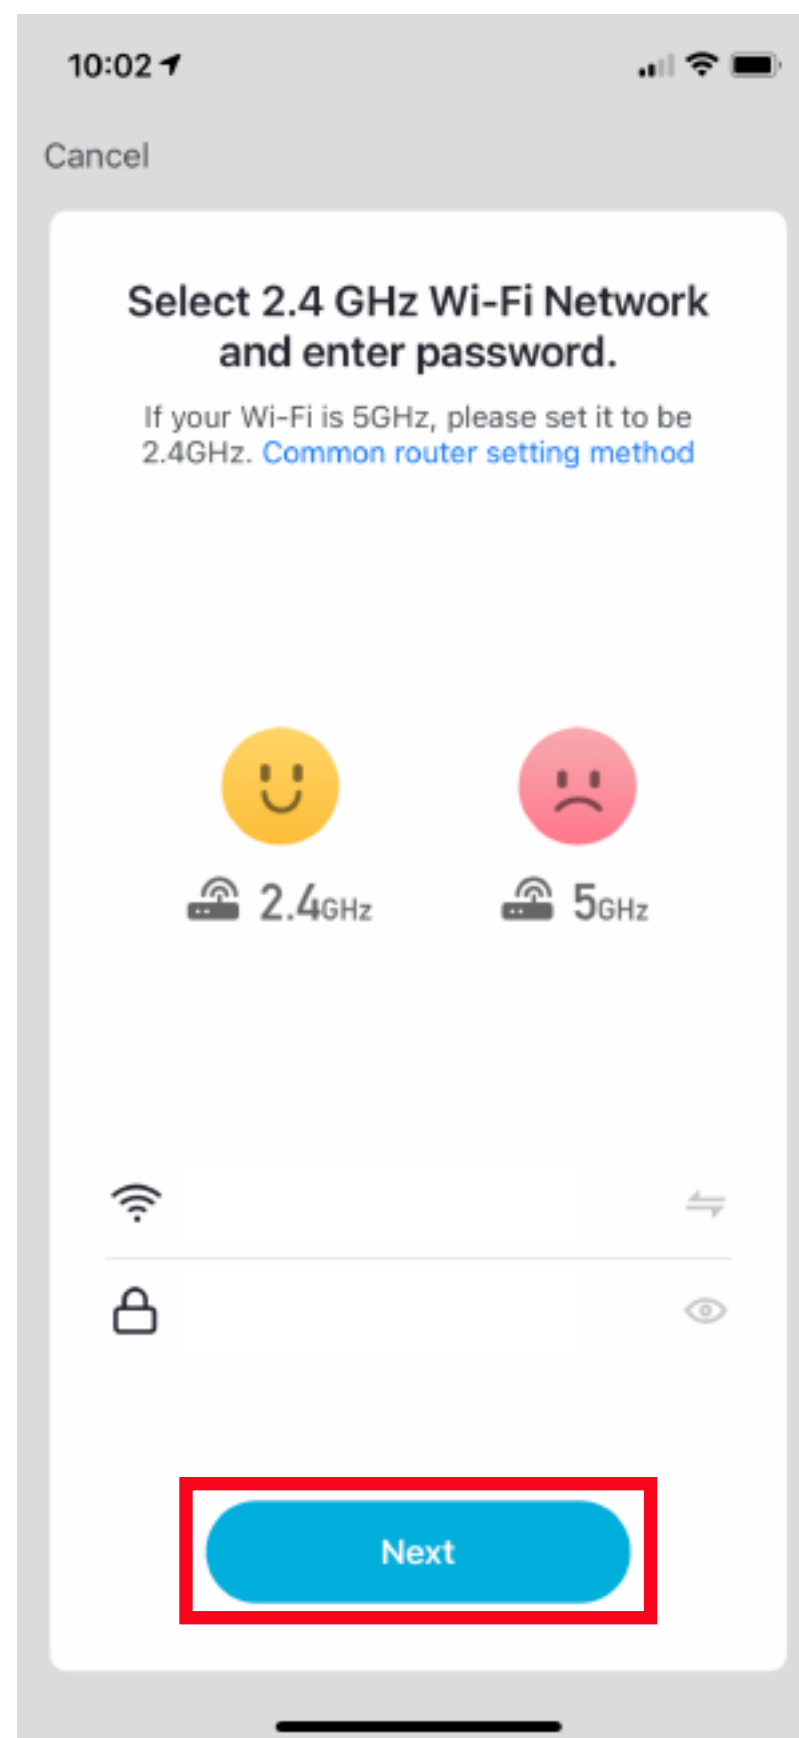 10:02
Cancel
Select 2.4 GHz Wi-Fi Network
and enter password.
If your Wi-Fi is 5GHz, please set it to be
2.4GHz. Common router setting method
2.4GHz 5GHz
Next